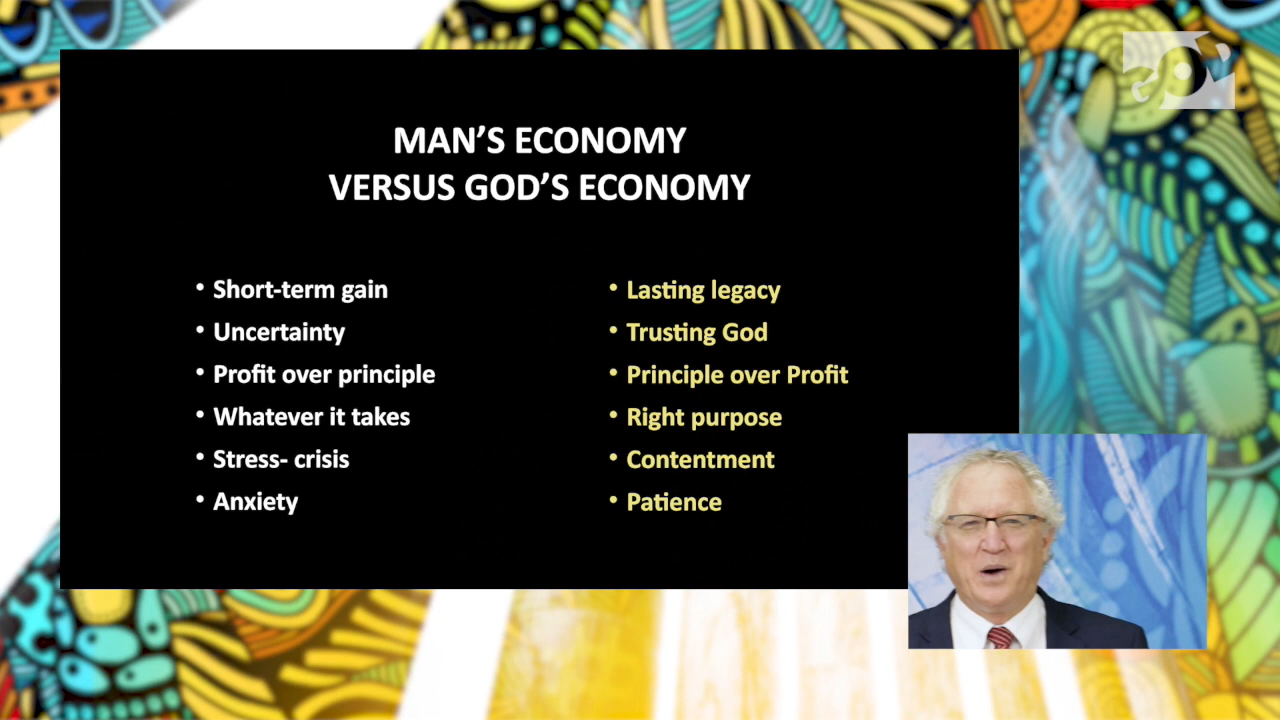 MAN’S ECONOMY
VERSUS GOD’S ECONOMY
• Short-term gain
• Uncertainty
• Profit over principle
• Whatever it takes
• Stress- crisis
• Anxiety
• Lasting legacy
• Trusting God
• Principle over Profit
• Right purpose
• Contentment
• Patience